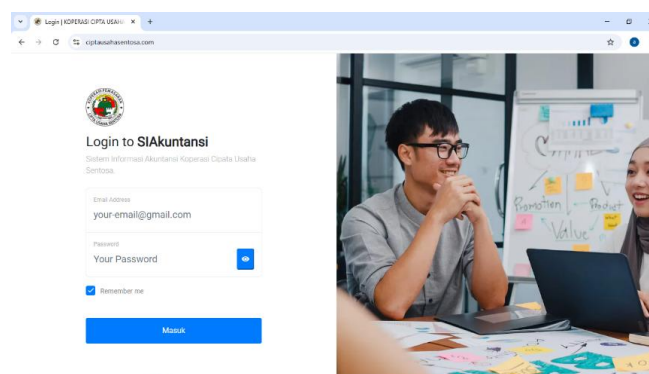 Login | KOPERASI CIPTA USAHA
ciptausahasentosa.com
Login to SIAkuntansi
Sistem Informasi Akuntansi Koperasi Cipata Usaha
Sentosa.
Email Address
your-email@gmail.com
Password
Your Password
Remember me
Masuk
Promotion
Product
Value